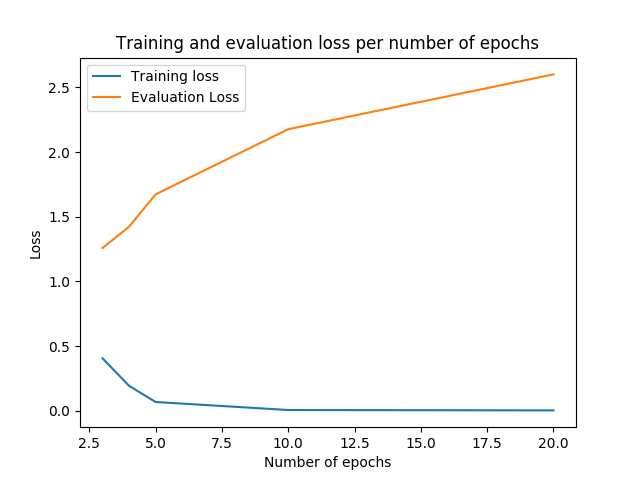 Training and evaluation loss per number of epochs
Training loss
Evaluation Loss
2.5
2.0
1.5
1.0
0.5
0.0
Loss
2.5 5.0 7.5 10.0 12.5 15.0 17.5 20.0
Number of epochs